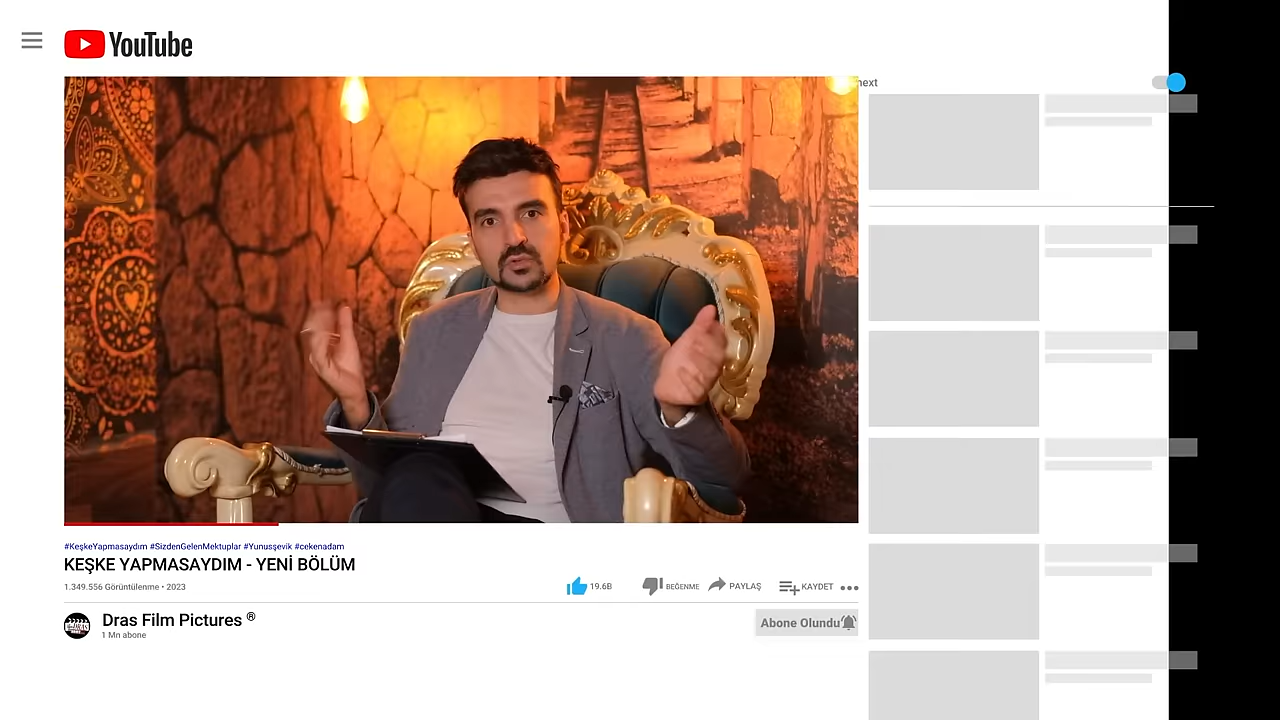 YouTube
next
#KeşkeYapmasaydım #SizdenGelenMektuplar #Yunusşevik #cekenadam
KEŞKE YAPMASAYDIM - YENİ BÖLÜM
1.349.556 Görüntülenme • 2023
19.6B
BEĞENME
PAYLAŞ
KAYDET
Dras Film Pictures ®
1 Mn abone
Abone Olundu